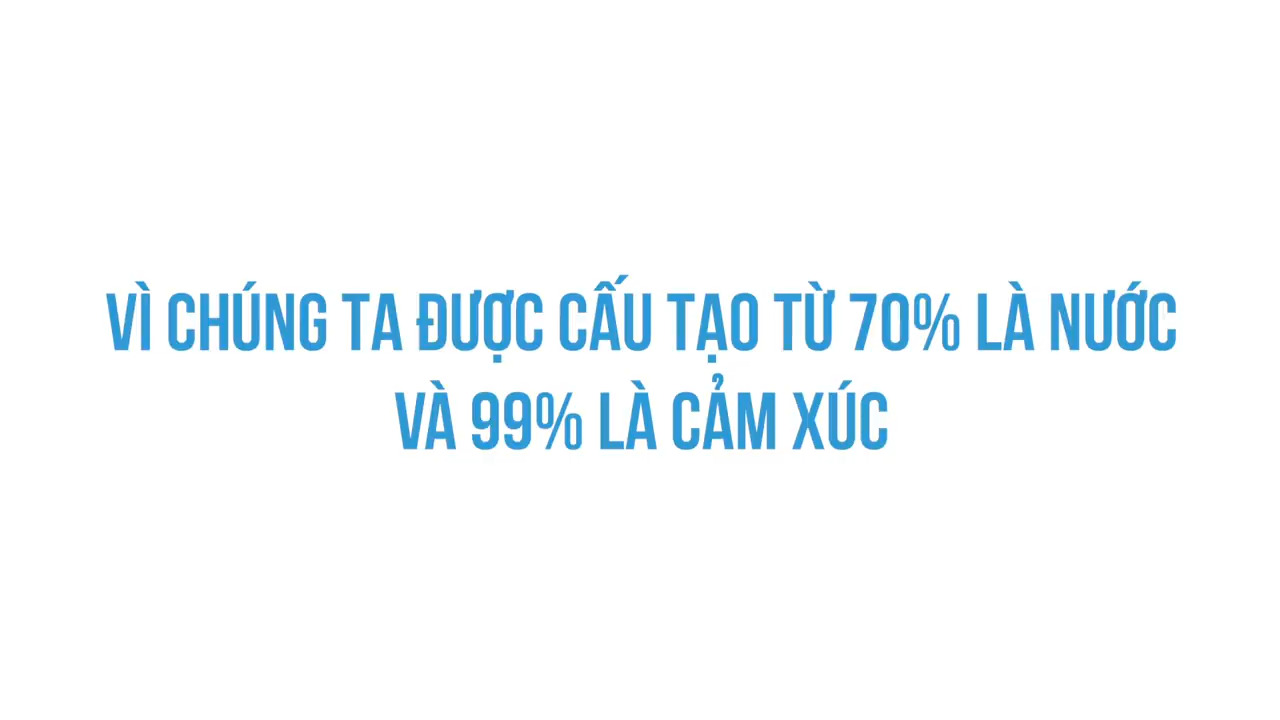 VÌ CHÚNG TA ĐƯỢC CẤU TẠO TỪ 70% LÀ NƯỚC
VÀ 99% LÀ CẢM XÚC